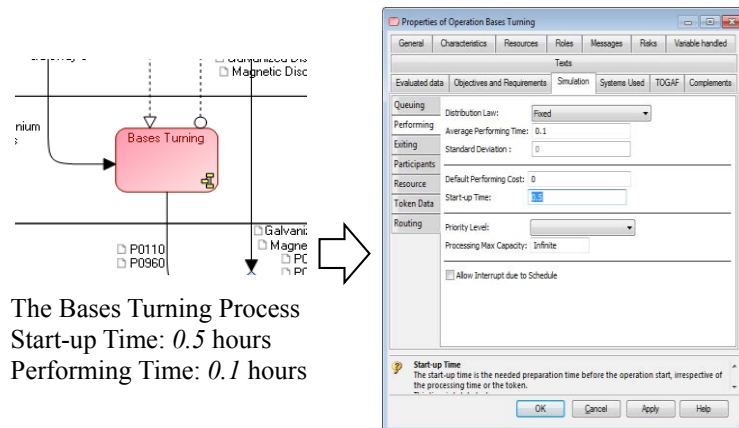 Magnetic Disc
nium
Bases Turning
Galvani
Magne
P0110
P0960
PC
The Bases Turning Process
Start-up Time: 0.5 hours
Performing Time: 0.1 hours
Properties of Operation Bases Turning
General Characteristics Resources Roles Messages Risks Variable handled
Texts
Evaluated data Objectives and Requirements Simulation Systems Used TOGAF Complements
Queuing
Performing
Exiting
Participants
Resource
Token Data
Routing
Distribution Law: Fixed
Average Performing Time: 0.1
Standard Deviation : 0
Default Performing Cost: 0
Start-up Time: 0.5
Priority Level:
Processing Max Capacity: Infinite
Allow Interrupt due to Schedule
Start-up Time
The start-up time is the needed preparation time before the operation start, irrespective of
the processing time or the token.
OK Cancel Apply Help